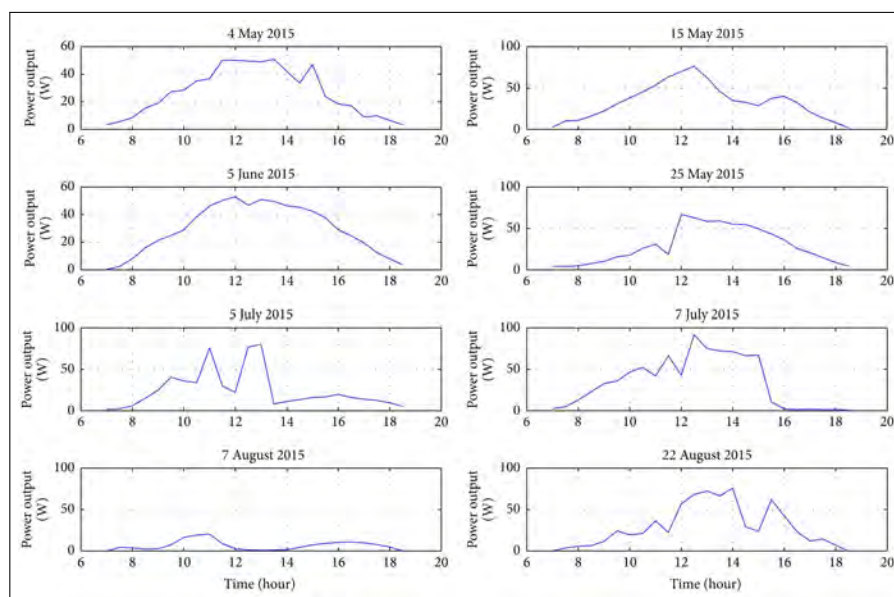 4 May 2015
Power output
(W)
60
40
20
0
6 8 10 12 14 16 18 20
15 May 2015
Power output
(W)
100
50
0
6 8 10 12 14 16 18 20
5 June 2015
Power output
(W)
60
40
20
0
6 8 10 12 14 16 18 20
25 May 2015
Power output
(W)
100
50
0
6 8 10 12 14 16 18 20
5 July 2015
Power output
(W)
100
50
0
6 8 10 12 14 16 18 20
7 July 2015
Power output
(W)
100
50
0
6 8 10 12 14 16 18 20
7 August 2015
Power output
(W)
100
50
0
6 8 10 12 14 16 18 20
Time (hour)
22 August 2015
Power output
(W)
100
50
0
6 8 10 12 14 16 18 20
Time (hour)